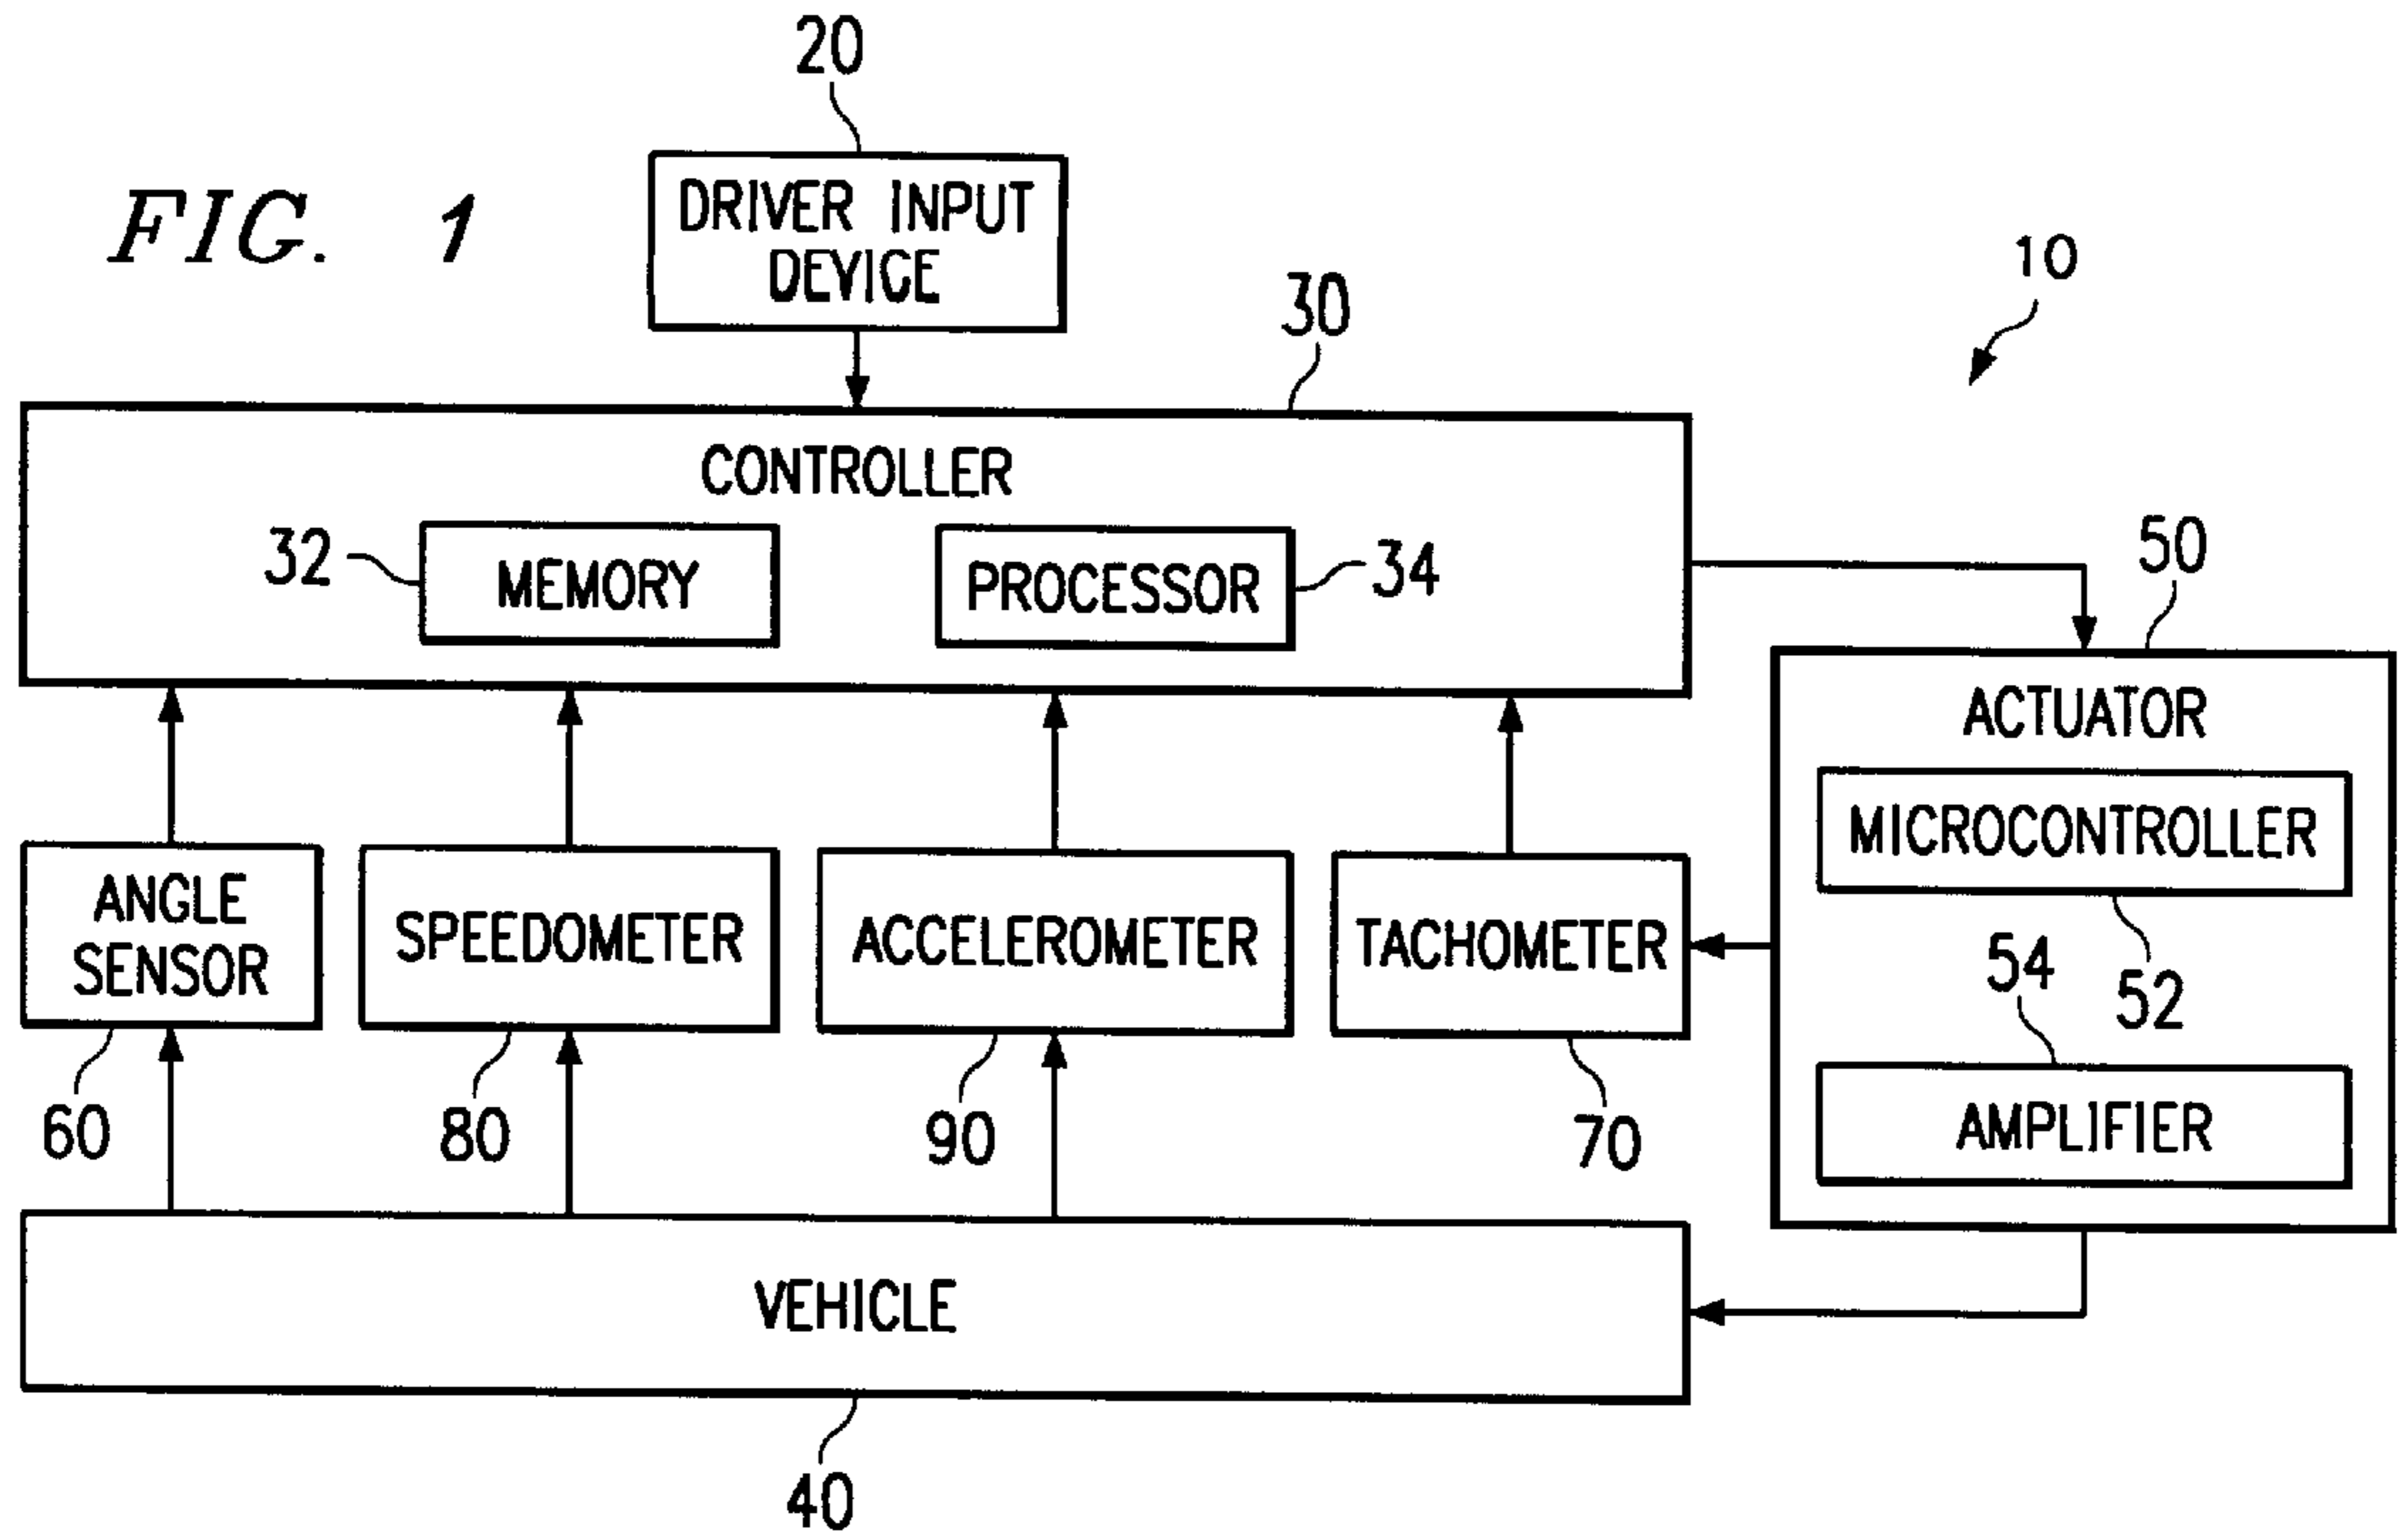 20
FIG. 1
DRIVER INPUT
DEVICE
10
30
CONTROLLER
32
MEMORY
PROCESSOR
34
50
ACTUATOR
MICROCONTROLLER
52
54
AMPLIFIER
ANGLE
SENSOR
SPEEDOMETER
ACCELEROMETER
TACHOMETER
60
80
90
70
VEHICLE
40